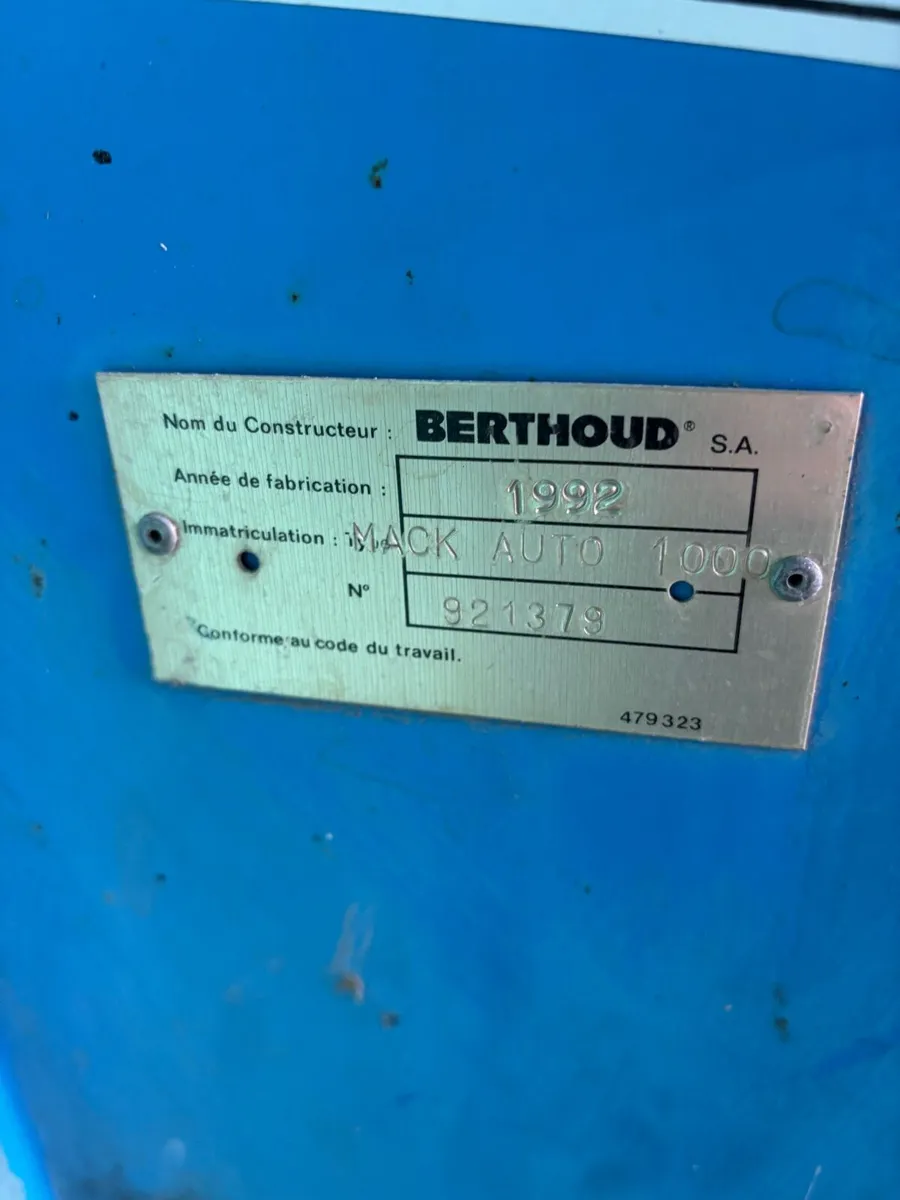 Nom du Constructeur : BERTHOUD® S.A.
Année de fabrication : 1992
Immatriculation : Type MACK AUTO 1000
N° 921379
Conforme au code du travail.
479323